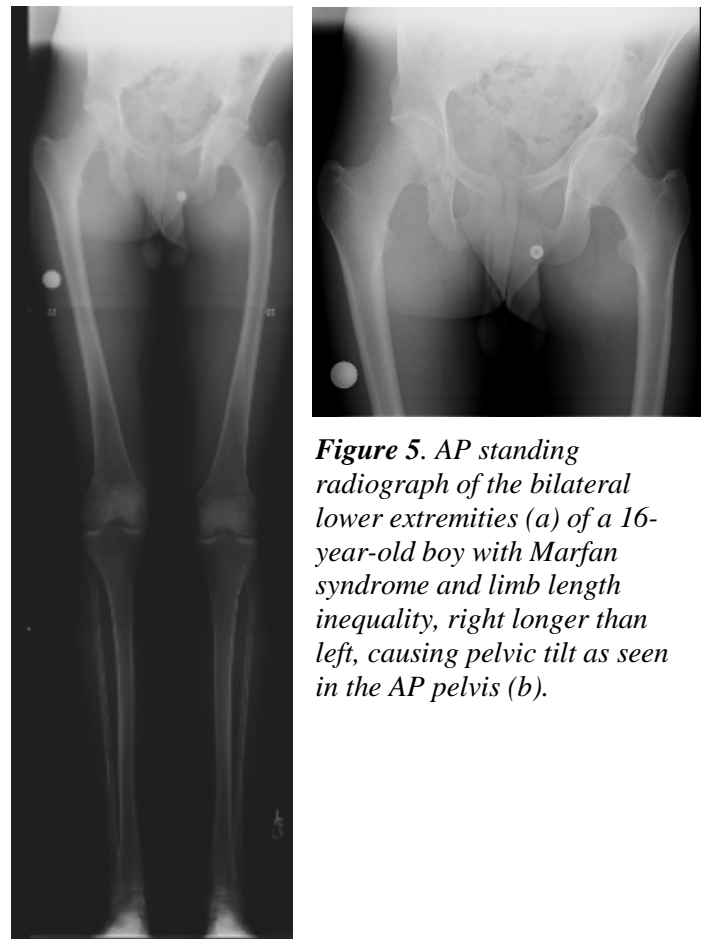 Figure 5. AP standing
radiograph of the bilateral
lower extremities (a) of a 16-
year-old boy with Marfan
syndrome and limb length
inequality, right longer than
left, causing pelvic tilt as seen
in the AP pelvis (b).